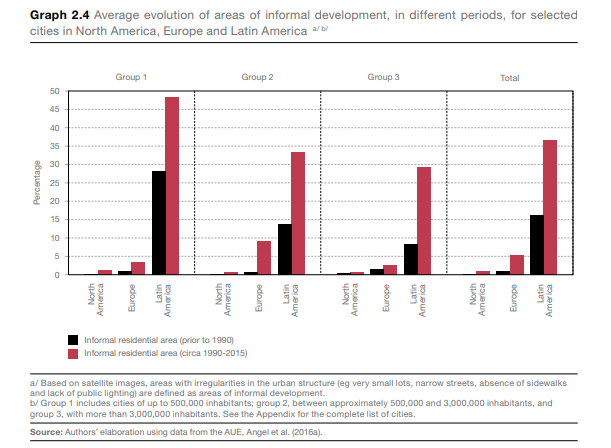 Graph 2.4 Average evolution of areas of informal development, in different periods, for selected
cities in North America, Europe and Latin America a/ b/
Group 1 Group 2 Group 3 Total
Percentage
50
45
40
35
30
25
20
15
10
5
0
North America Europe Latin America North America Europe Latin America North America Europe Latin America North America Europe Latin America
Informal residential area (prior to 1990)
Informal residential area (circa 1990-2015)
a/ Based on satellite images, areas with irregularities in the urban structure (eg very small lots, narrow streets, absence of sidewalks
and lack of public lighting) are defined as areas of informal development.
b/ Group 1 includes cities of up to 500,000 inhabitants; group 2, between approximately 500,000 and 3,000,000 inhabitants, and
group 3, with more than 3,000,000 inhabitants. See the Appendix for the complete list of cities.
Source: Authors' elaboration using data from the AUE, Angel et al. (2016a).